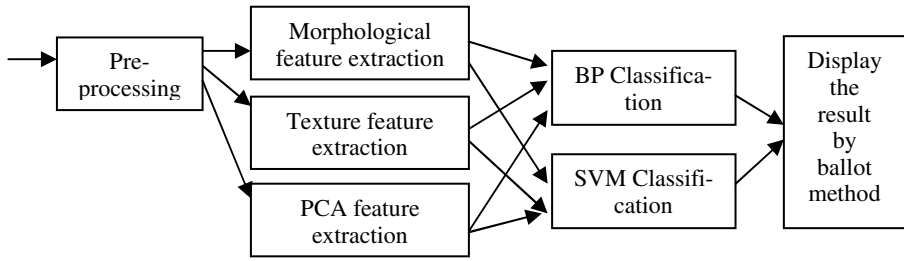 Pre-
processing
Morphological
feature extraction
Texture feature
extraction
PCA feature
extraction
BP Classifica-
tion
SVM Classifi-
cation
Display
the
result
by
ballot
method